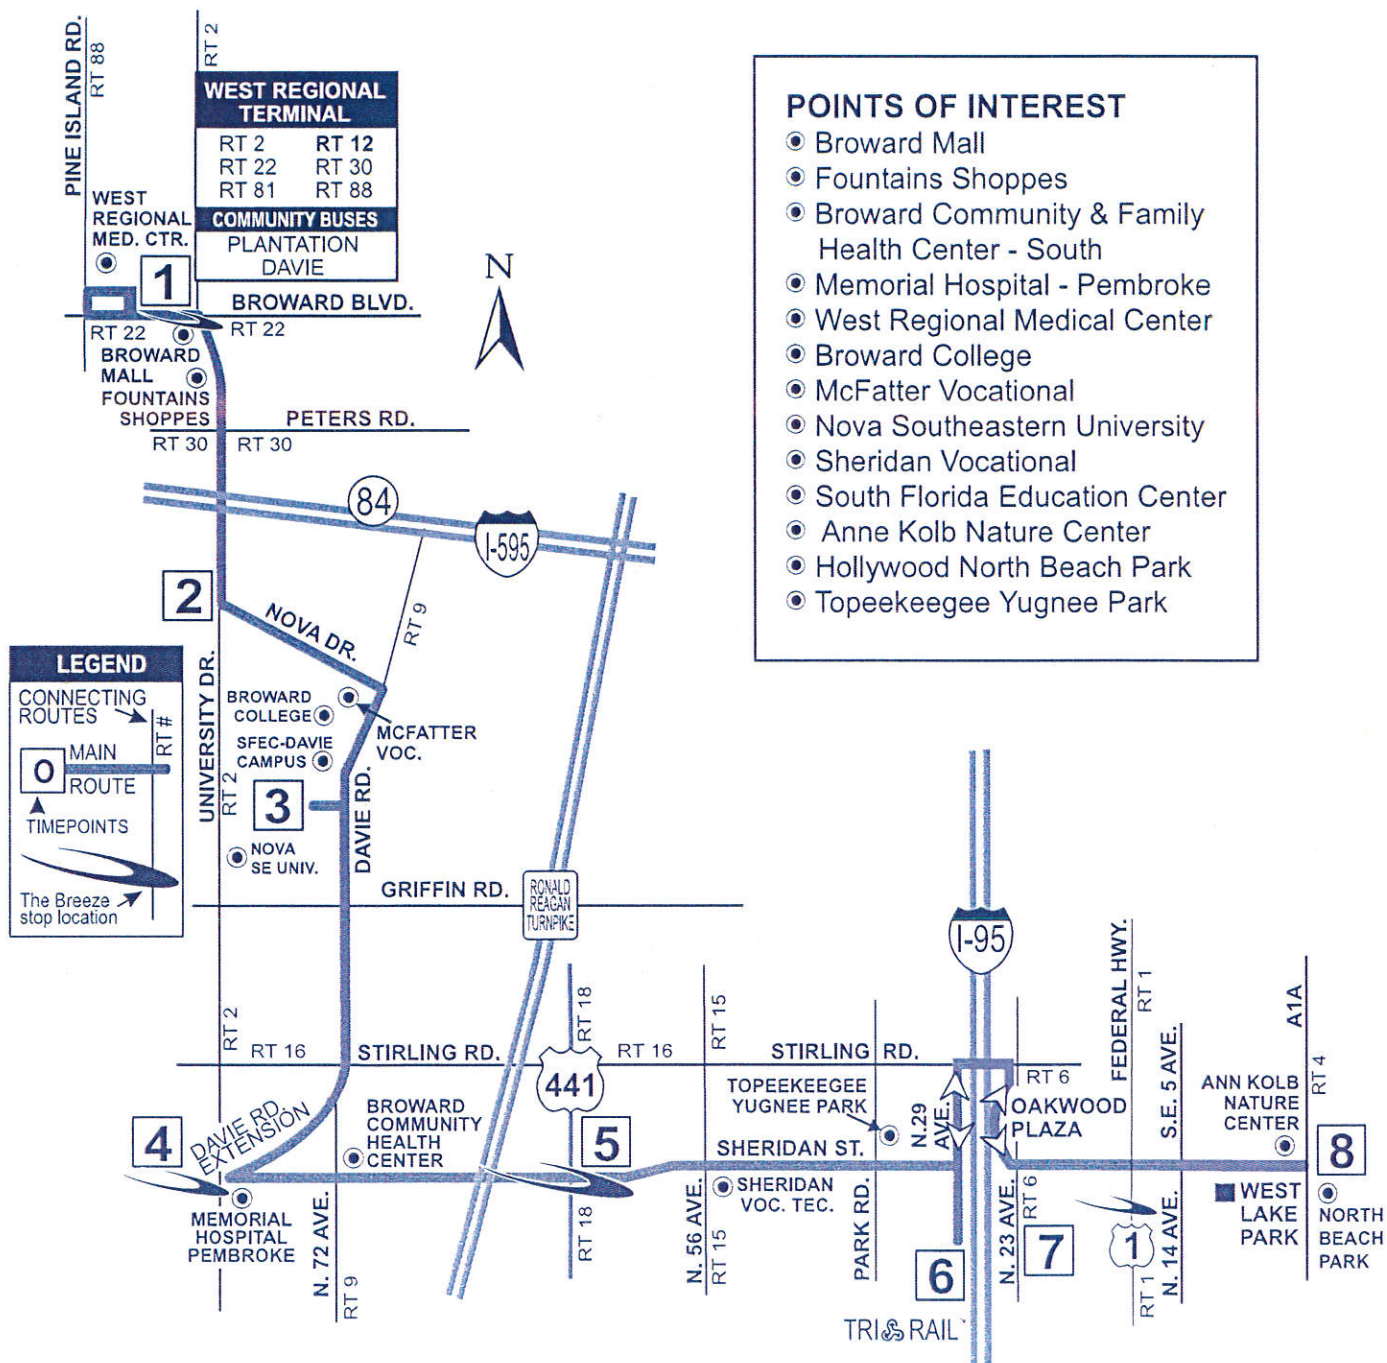 PINE ISLAND RD.
RT 88
RT 2
WEST REGIONAL
TERMINAL
RT 2 RT 12
RT 22 RT 30
RT 81 RT 88
COMMUNITY BUSES
PLANTATION
DAVIE
WEST
REGIONAL
MED. CTR.
1
BROWARD BLVD.
RT 22
RT 22
BROWARD
MALL
FOUNTAINS
SHOPPES
N
PETERS RD.
RT 30
RT 30
84
I-595
POINTS OF INTEREST
Broward Mall
Fountains Shoppes
Broward Community & Family
Health Center - South
Memorial Hospital - Pembroke
West Regional Medical Center
Broward College
McFatter Vocational
Nova Southeastern University
Sheridan Vocational
South Florida Education Center
Anne Kolb Nature Center
Hollywood North Beach Park
Topeekeegee Yugnee Park
2
NOVA DR.
RT 9
LEGEND
CONNECTING
ROUTES
RT #
O
MAIN
ROUTE
TIMEPOINTS
The Breeze
stop location
UNIVERSITY DR.
RT 2
BROWARD
COLLEGE
MCFATTER
VOC.
SFEC-DAVIE
CAMPUS
3
DAVIE RD.
NOVA
SE UNIV.
GRIFFIN RD.
RONALD
REAGAN
TURNPIKE
I-95
RT 2
RT 16
STIRLING RD.
RT 18
441
RT 16
RT 15
STIRLING RD.
RT 6
FEDERAL HWY.
RT 1
S.E. 5 AVE.
A1A
RT 4
4
DAVIE RD.
EXTENSION
BROWARD
COMMUNITY
HEALTH
CENTER
5
TOPEEKEEGEE
YUGNEE PARK
N.29
AVE.
OAKWOOD
PLAZA
ANN KOLB
NATURE
CENTER
SHERIDAN ST.
8
MEMORIAL
HOSPITAL
PEMBROKE
N. 72 AVE.
RT 9
RT 18
N. 56 AVE.
RT 15
SHERIDAN
VOC. TEC.
PARK RD.
6
N. 23 AVE.
RT 6
7
1
RT 1
N. 14 AVE.
WEST
LAKE
PARK
NORTH
BEACH
PARK
TRI RAIL